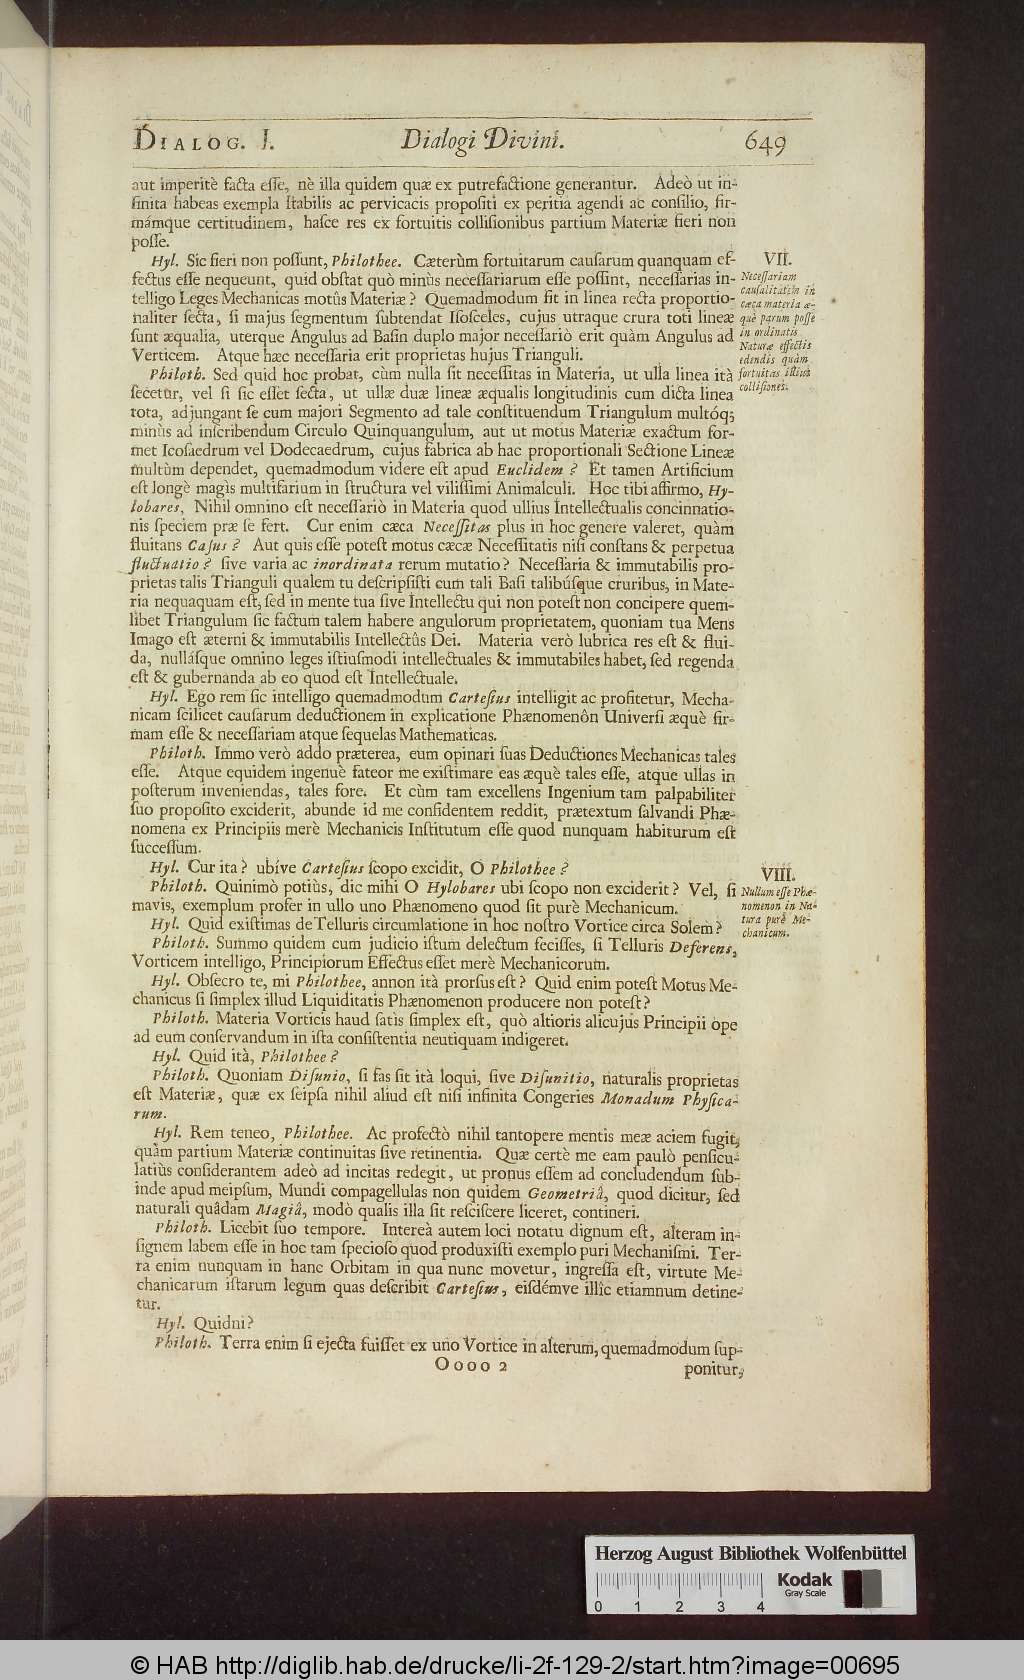 DIALOG. I. Dialogi Divini. 649
aut imperitè facta eſſe, nè illa quidem quæ ex putrefactione generantur. Adeò ut in-
finita habeas exempla ſtabilis ac pervicacis propoſiti ex peritia agendi ac conſilio, fir-
mámque certitudinem, haſce res ex fortuitis colliſionibus partium Materiæ fieri non
poſſe.
Hyl. Sic fieri non poſſunt, Philothee. Cæterùm fortuitarum cauſarum quanquam ef-
fectus eſſe nequeunt, quid obſtat quò minùs neceſſariarum eſſe poſſint, neceſſarias in-
telligo Leges Mechanicas motûs Materiæ? Quemadmodum fit in linea recta proportio-
naliter ſecta, ſi majus ſegmentum ſubtendat Iſoſceles, cujus utraque crura toti lineæ
ſunt æqualia, uterque Angulus ad Baſin duplo major neceſſariò erit quàm Angulus ad
Verticem. Atque hæc neceſſaria erit proprietas hujus Trianguli.
VII.
Neceſſariam
cauſalitatem in
cæca materia æ-
què parum poſſe
in ordinatis
Naturæ effectis
edendis quàm
fortuitas illius
colliſiones.
Philoth. Sed quid hoc probat, cùm nulla ſit neceſſitas in Materia, ut ulla linea ità
ſecetur, vel ſi ſic eſſet ſecta, ut ullæ duæ lineæ æqualis longitudinis cum dicta linea
tota, adjungant ſe cum majori Segmento ad tale conſtituendum Triangulum multóq;
minùs ad inſcribendum Circulo Quinquangulum, aut ut motus Materiæ exactum for-
met Icoſaedrum vel Dodecaedrum, cujus fabrica ab hac proportionali Sectione Lineæ
multùm dependet, quemadmodum videre eſt apud Euclidem? Et tamen Artificium
eſt longè magìs multifarium in ſtructura vel viliſſimi Animalculi. Hoc tibi affirmo, Hy-
lobares, Nihil omnino eſt neceſſariò in Materia quod ullius Intellectualis concinnatio-
nis ſpeciem præ ſe fert. Cur enim cæca Neceſſitas plus in hoc genere valeret, quàm
fluitans Caſus? Aut quis eſſe poteſt motus cæcæ Neceſſitatis niſi conſtans & perpetua
fluctuatio? ſive varia ac inordinata rerum mutatio? Neceſſaria & immutabilis pro-
prietas talis Trianguli qualem tu deſcripſiſti cum tali Baſi talibúſque cruribus, in Mate-
ria nequaquam eſt, ſed in mente tua ſive Intellectu qui non poteſt non concipere quem-
libet Triangulum ſic factum talem habere angulorum proprietatem, quoniam tua Mens
Imago eſt æterni & immutabilis Intellectûs Dei. Materia verò lubrica res eſt & flui-
da, nullâſque omnino leges iſtiuſmodi intellectuales & immutabiles habet, ſed regenda
eſt & gubernanda ab eo quod eſt Intellectuale.
Hyl. Ego rem ſic intelligo quemadmodum Carteſius intelligit ac profitetur, Mecha-
nicam ſcilicet cauſarum deductionem in explicatione Phænomenôn Univerſi æquè fir-
mam eſſe & neceſſariam atque ſequelas Mathematicas.
Philoth. Immo verò addo præterea, eum opinari ſuas Deductiones Mechanicas tales
eſſe. Atque equidem ingenuè fateor me exiſtimare eas æquè tales eſſe, atque ullas in
poſterum inveniendas, tales fore. Et cùm tam excellens Ingenium tam palpabiliter
ſuo propoſito exciderit, abunde id me confidentem reddit, prætextum ſalvandi Phæ-
nomena ex Principiis merè Mechanicis Inſtitutum eſſe quod nunquam habiturum eſt
ſucceſſum.
Hyl. Cur ita? ubíve Carteſius ſcopo excidit, O Philothee?
Philoth. Quinimò potiùs, dic mihi O Hylobares ubi ſcopo non exciderit? Vel, ſi
mavis, exemplum profer in ullo uno Phænomeno quod ſit purè Mechanicum.
VIII.
Nullum eſſe Phæ-
nomenon in Na-
tura purè Me-
chanicum.
Hyl. Quid exiſtimas de Telluris circumlatione in hoc noſtro Vortice circa Solem?
Philoth. Summo quidem cum judicio iſtum delectum feciſſes, ſi Telluris Deferens,
Vorticem intelligo, Principiorum Effectus eſſet merè Mechanicorum.
Hyl. Obſecro te, mi Philothee, annon ità prorſus eſt? Quid enim poteſt Motus Me-
chanicus ſi ſimplex illud Liquiditatis Phænomenon producere non poteſt?
Philoth. Materia Vorticis haud ſatìs ſimplex eſt, quò altioris alicujus Principii ope
ad eum conſervandum in iſta conſiſtentia neutiquam indigeret.
Hyl. Quid ità, Philothee?
Philoth. Quoniam Diſunio, ſi fas ſit ità loqui, ſive Diſunitio, naturalis proprietas
eſt Materiæ, quæ ex ſeipſa nihil aliud eſt niſi infinita Congeries Monadum Phyſica-
rum.
Hyl. Rem teneo, Philothee. Ac profectò nihil tantopere mentis meæ aciem fugit,
quàm partium Materiæ continuitas ſive retinentia. Quæ certè me eam paulò penſicu-
latiùs conſiderantem adeò ad incitas redegit, ut pronus eſſem ad concludendum ſub-
inde apud meipſum, Mundi compagellulas non quidem Geometriâ, quod dicitur, ſed
naturali quâdam Magiâ, modò qualis illa ſit reſciſcere liceret, contineri.
Philoth. Licebit ſuo tempore. Intereà autem loci notatu dignum eſt, alteram in-
ſignem labem eſſe in hoc tam ſpecioſo quod produxiſti exemplo puri Mechaniſmi. Ter-
ra enim nunquam in hanc Orbitam in qua nunc movetur, ingreſſa eſt, virtute Me-
chanicarum iſtarum legum quas deſcribit Carteſius, eiſdémve illîc etiamnum detine-
tur.
Hyl. Quidni?
Philoth. Terra enim ſi ejecta fuiſſet ex uno Vortice in alterum, quemadmodum ſup-
Oooo 2 ponitur,
Herzog August Bibliothek Wolfenbüttel
Kodak
Gray Scale
0 1 2 3 4
© HAB http://diglib.hab.de/drucke/li-2f-129-2/start.htm?image=00695